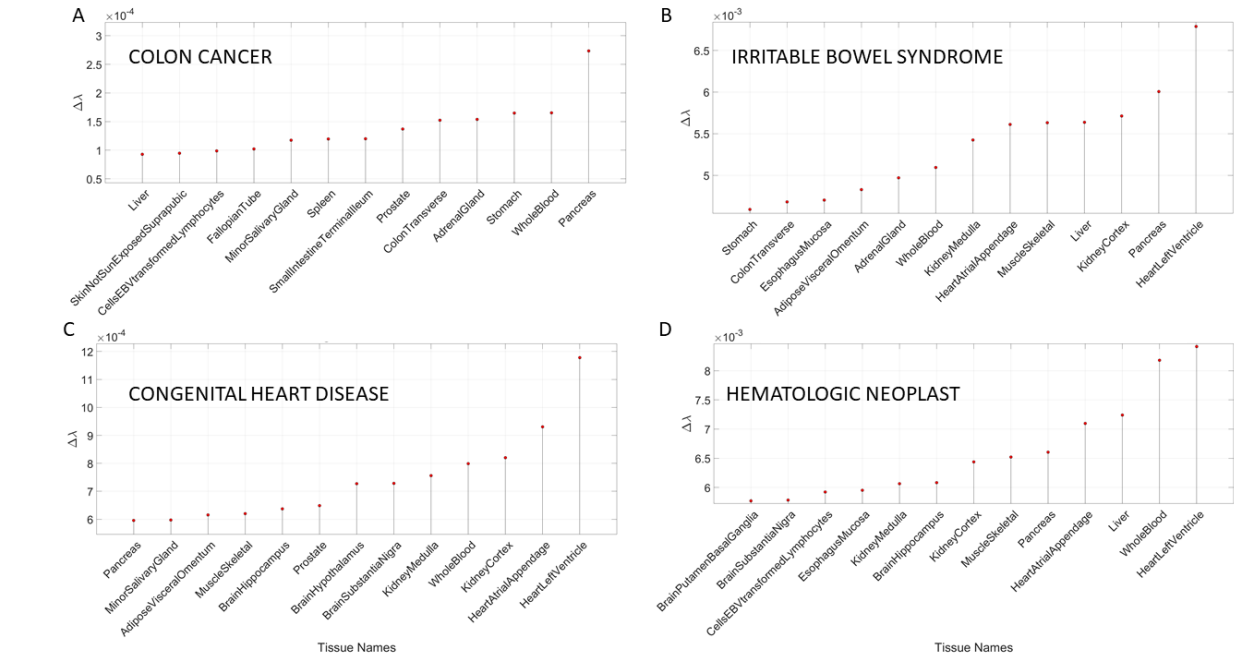 A
×10⁻⁴
COLON CANCER
3
2.5
2
1.5
1
0.5
Δλ
Liver
SkinNotSunExposedSuprapubic
CellsEBVtransformedLymphocytes
FallopianTube
MinorSalivaryGland
Spleen
SmallIntestineTerminalIleum
Prostate
ColonTransverse
AdrenalGland
Stomach
WholeBlood
Pancreas
B
×10⁻³
IRRITABLE BOWEL SYNDROME
6.5
6
5.5
5
Δλ
Stomach
ColonTransverse
EsophagusMucosa
AdiposeVisceralOmentum
AdrenalGland
WholeBlood
KidneyMedulla
HeartAtrialAppendage
MuscleSkeletal
Liver
KidneyCortex
Pancreas
HeartLeftVentricle
C
×10⁻⁴
CONGENITAL HEART DISEASE
12
11
10
9
8
7
6
Δλ
Pancreas
MinorSalivaryGland
AdiposeVisceralOmentum
MuscleSkeletal
BrainHippocampus
Prostate
BrainHypothalamus
BrainSubstantiaNigra
KidneyMedulla
WholeBlood
KidneyCortex
HeartAtrialAppendage
HeartLeftVentricle
Tissue Names
D
×10⁻³
HEMATOLOGIC NEOPLAST
8
7.5
7
6.5
6
Δλ
BrainPutamenBasalGanglia
BrainSubstantiaNigra
CellsEBVtransformedLymphocytes
EsophagusMucosa
KidneyMedulla
BrainHippocampus
KidneyCortex
MuscleSkeletal
Pancreas
HeartAtrialAppendage
Liver
WholeBlood
HeartLeftVentricle
Tissue Names